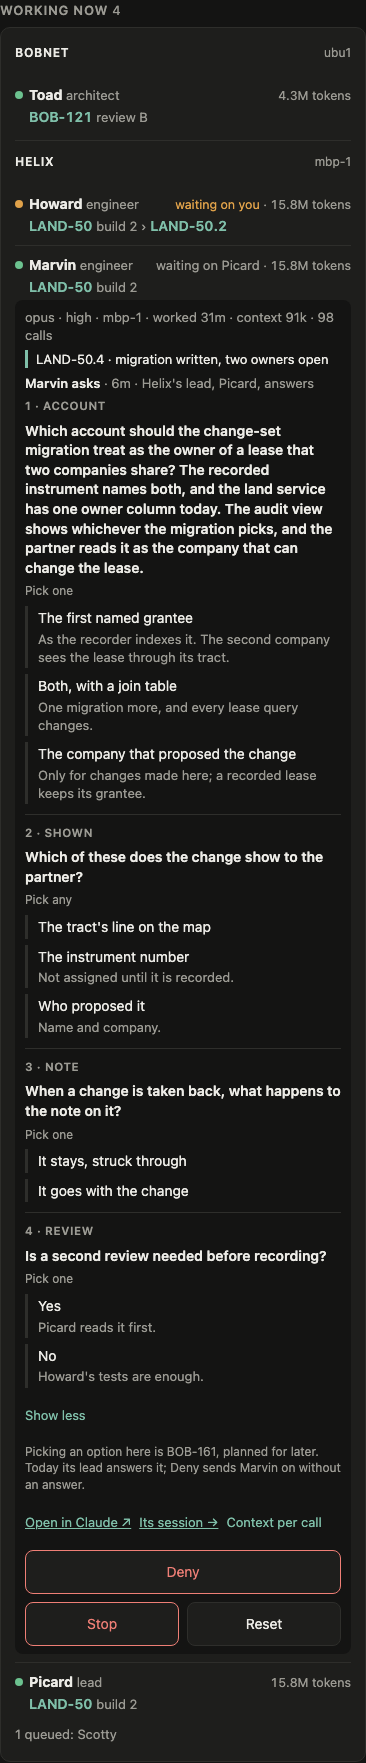 WORKING NOW 4
BOBNET ubu1
Toad architect 4.3M tokens
BOB-121 review B
HELIX mbp-1
Howard engineer waiting on you · 15.8M tokens
LAND-50 build 2 › LAND-50.2
Marvin engineer waiting on Picard · 15.8M tokens
LAND-50 build 2
opus · high · mbp-1 · worked 31m · context 91k · 98
calls
LAND-50.4 · migration written, two owners open
Marvin asks · 6m · Helix's lead, Picard, answers
1 · ACCOUNT
Which account should the change-set
migration treat as the owner of a lease that
two companies share? The recorded
instrument names both, and the land service
has one owner column today. The audit view
shows whichever the migration picks, and the
partner reads it as the company that can
change the lease.
Pick one
The first named grantee
As the recorder indexes it. The second company
sees the lease through its tract.
Both, with a join table
One migration more, and every lease query
changes.
The company that proposed the change
Only for changes made here; a recorded lease
keeps its grantee.
2 · SHOWN
Which of these does the change show to the
partner?
Pick any
The tract's line on the map
The instrument number
Not assigned until it is recorded.
Who proposed it
Name and company.
3 · NOTE
When a change is taken back, what happens to
the note on it?
Pick one
It stays, struck through
It goes with the change
4 · REVIEW
Is a second review needed before recording?
Pick one
Yes
Picard reads it first.
No
Howard's tests are enough.
Show less
Picking an option here is BOB-161, planned for later.
Today its lead answers it; Deny sends Marvin on without
an answer.
Open in Claude ↗ Its session → Context per call
Deny
Stop Reset
Picard lead 15.8M tokens
LAND-50 build 2
1 queued: Scotty